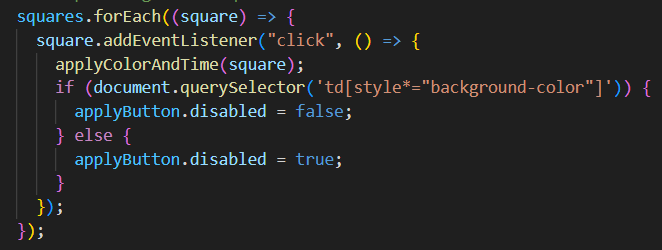 squares.forEach((square) => {
square.addEventListener("click", () => {
applyColorAndTime(square);
if (document.querySelector('td[style*="background-color"]')) {
applyButton.disabled = false;
} else {
applyButton.disabled = true;
}
});
});